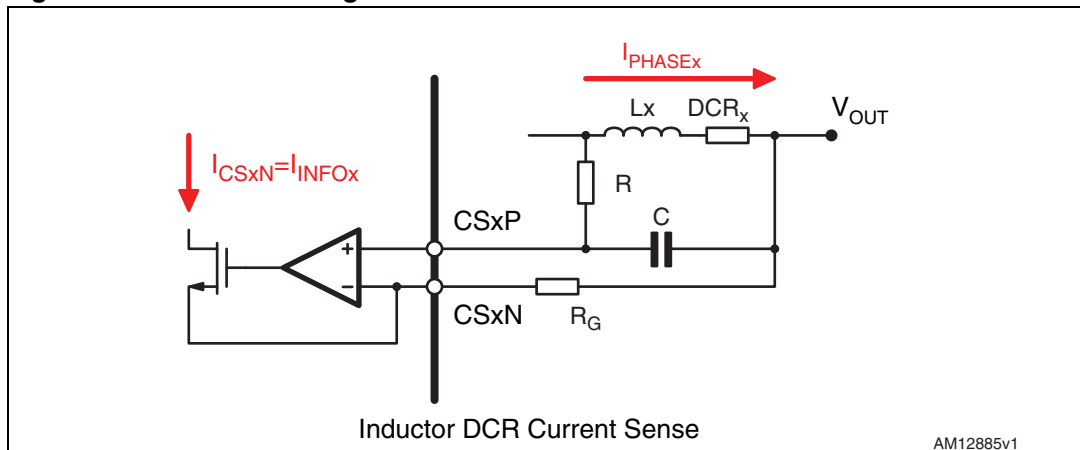 I_PHASEx
Lx DCR_x
V_OUT
I_CSxN=I_INFOx
R
C
CSxP
+
−
CSxN
R_G
Inductor DCR Current Sense
AM12885v1